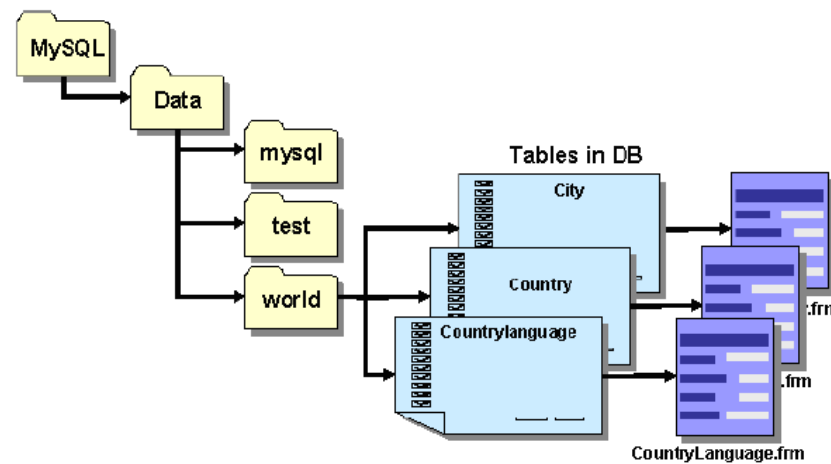 MySQL
Data
mysql
test
world
Tables in DB
City
Country
Countrylanguage
.frm
.frm
CountryLanguage.frm